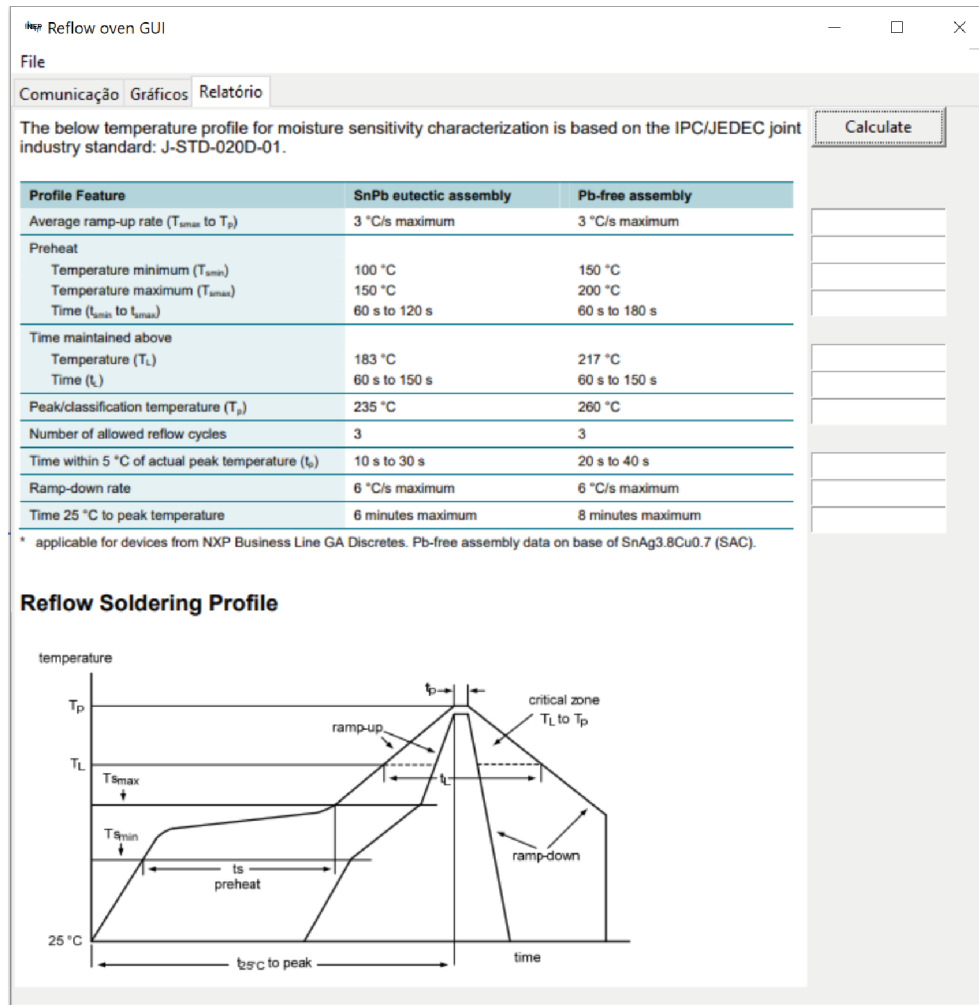 INEP Reflow oven GUI
File
Comunicação Gráficos Relatório
The below temperature profile for moisture sensitivity characterization is based on the IPC/JEDEC joint
industry standard: J-STD-020D-01.
Calculate
Profile Feature SnPb eutectic assembly Pb-free assembly
Average ramp-up rate (Tsmax to Tp) 3 °C/s maximum 3 °C/s maximum
Preheat
Temperature minimum (Tsmin) 100 °C 150 °C
Temperature maximum (Tsmax) 150 °C 200 °C
Time (tsmin to tsmax) 60 s to 120 s 60 s to 180 s
Time maintained above
Temperature (TL) 183 °C 217 °C
Time (tL) 60 s to 150 s 60 s to 150 s
Peak/classification temperature (Tp) 235 °C 260 °C
Number of allowed reflow cycles 3 3
Time within 5 °C of actual peak temperature (tp) 10 s to 30 s 20 s to 40 s
Ramp-down rate 6 °C/s maximum 6 °C/s maximum
Time 25 °C to peak temperature 6 minutes maximum 8 minutes maximum
* applicable for devices from NXP Business Line GA Discretes. Pb-free assembly data on base of SnAg3.8Cu0.7 (SAC).
Reflow Soldering Profile
temperature
tp
Tp
critical zone
TL to Tp
ramp-up
TL
tL
Tsmax
Tsmin
ts
preheat
ramp-down
25 °C
t25°C to peak
time